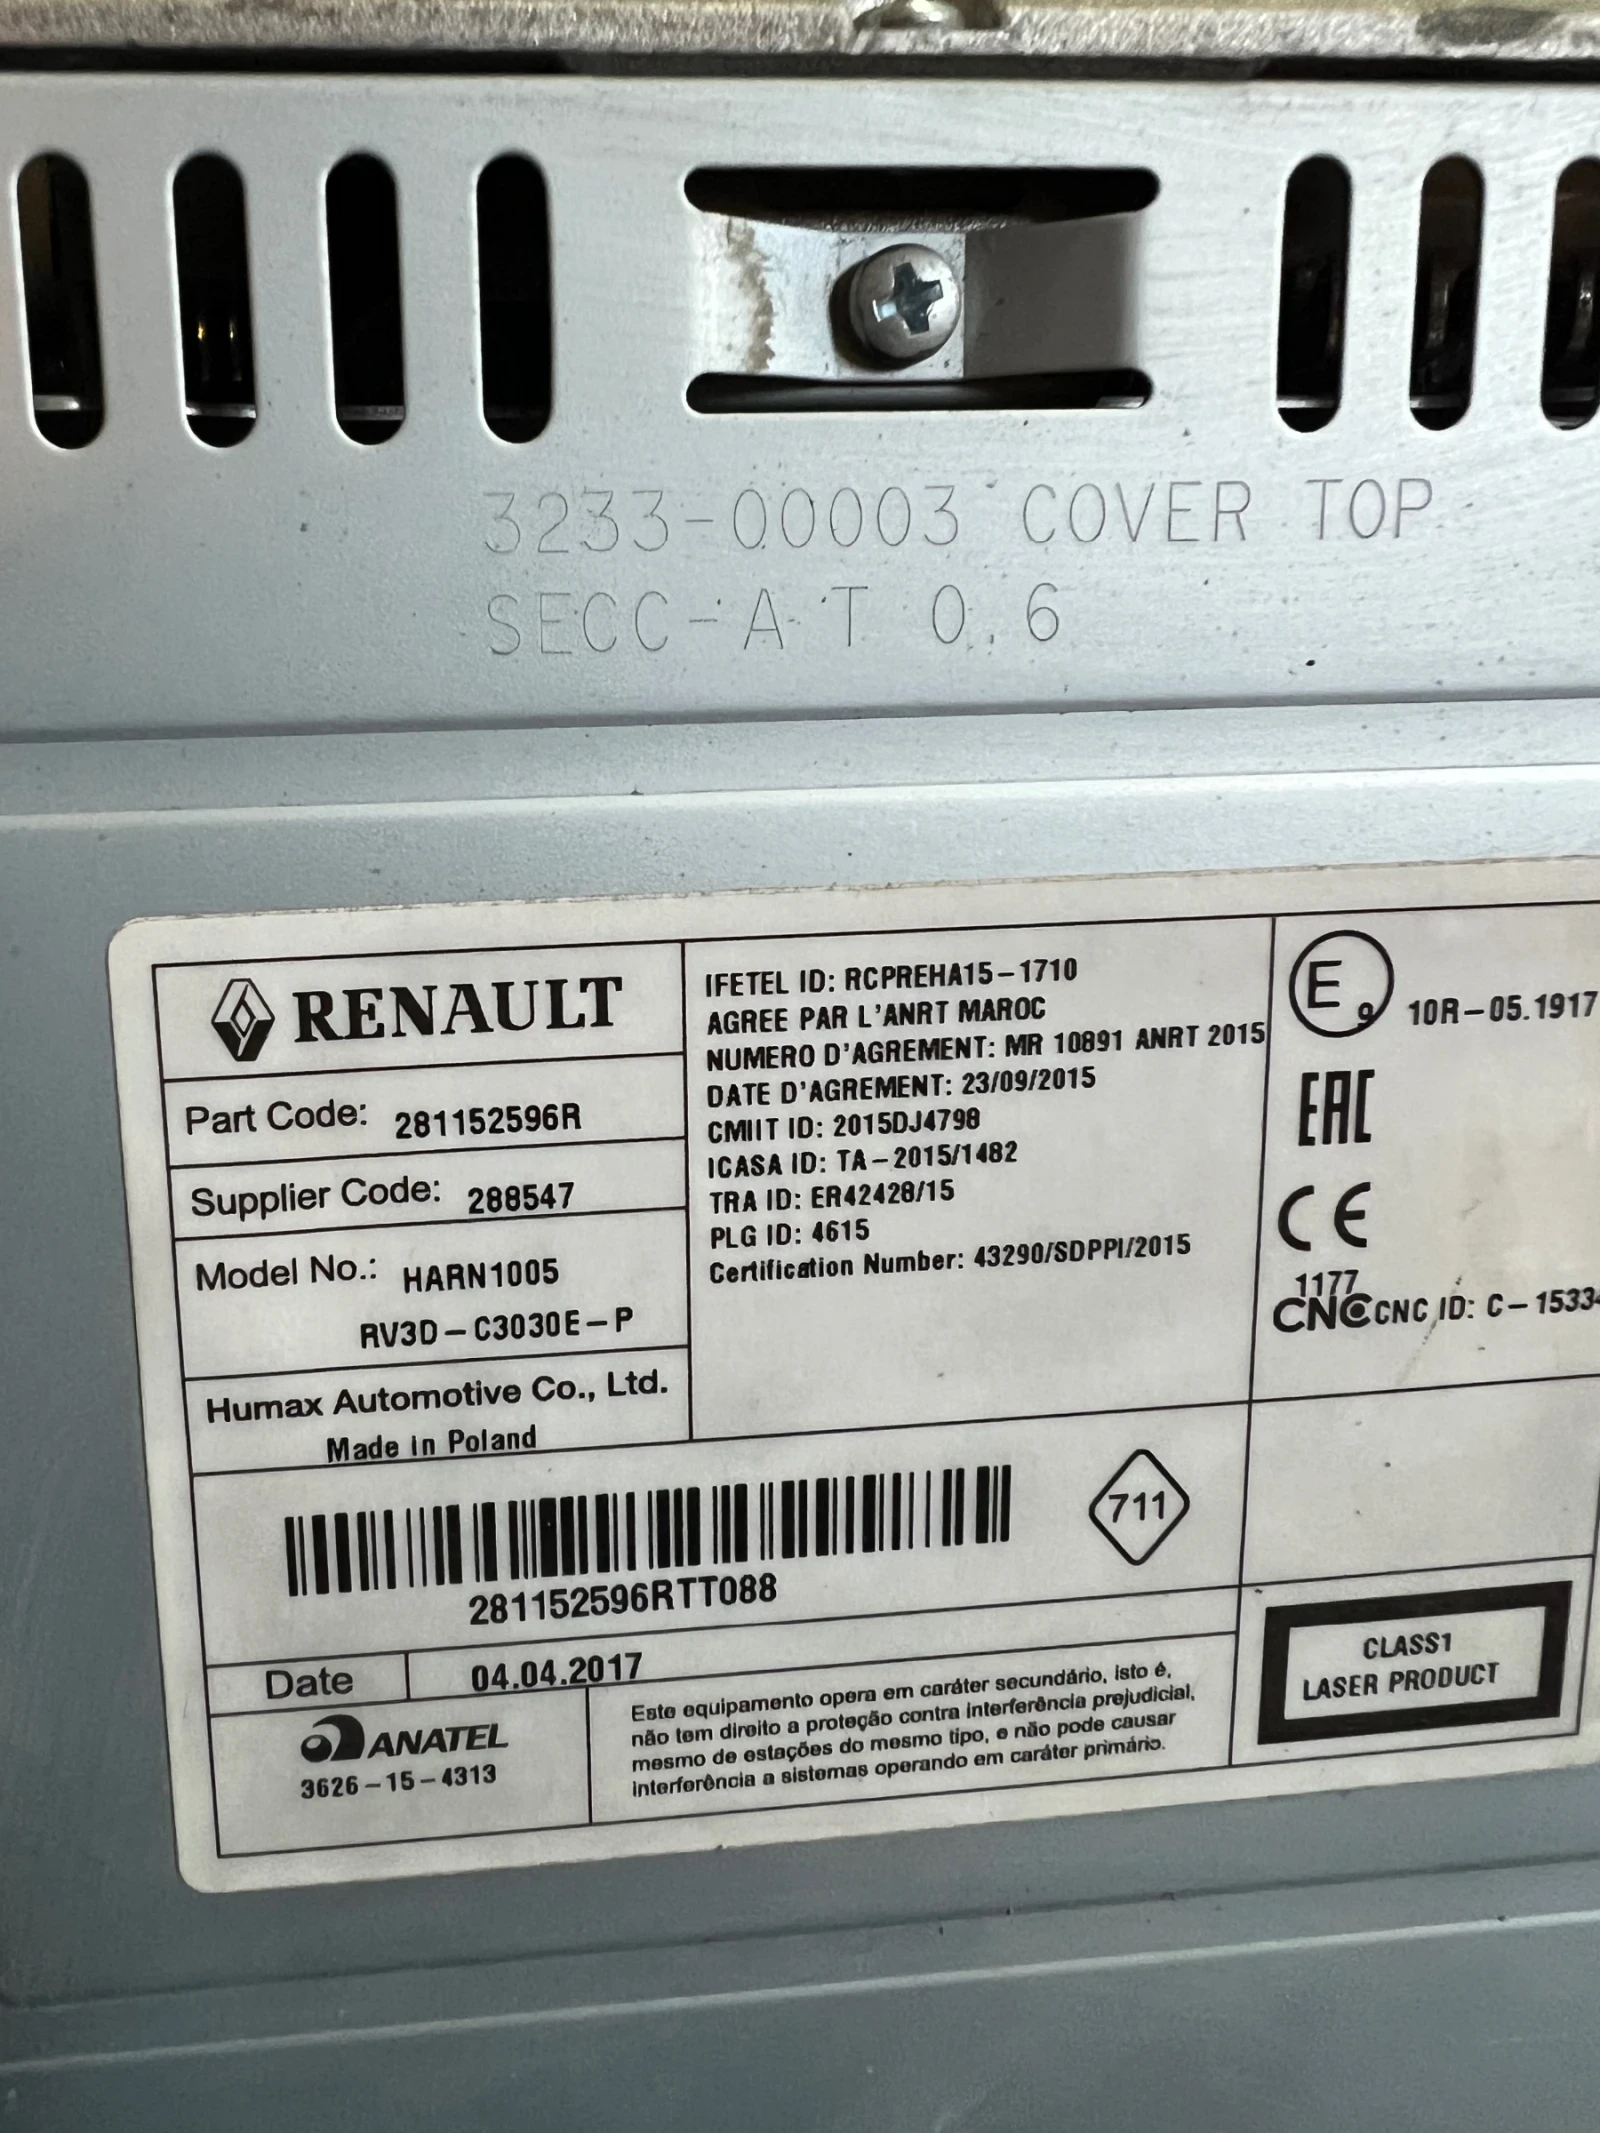 3233-00003 COVER TOP
SECC-A T 0.6
RENAULT
Part Code: 281152596R
Supplier Code: 288547
Model No.: HARN1005
RV3D-C3030E-P
Humax Automotive Co., Ltd.
Made in Poland
IFETEL ID: RCPREHA15-1710
AGREE PAR L'ANRT MAROC
NUMERO D'AGREMENT: MR 10891 ANRT 2015
DATE D'AGREMENT: 23/09/2015
CMIIT ID: 2015DJ4798
ICASA ID: TA-2015/1482
TRA ID: ER42428/15
PLG ID: 4615
Certification Number: 43290/SDPPI/2015
E9 10R-05.1917
EAC
CE
1177
CNC CNC ID: C-1533
711
281152596RTT088
Date 04.04.2017
ANATEL
3626-15-4313
Este equipamento opera em caráter secundário, isto é,
não tem direito a proteção contra interferência prejudicial,
mesmo de estações do mesmo tipo, e não pode causar
interferência a sistemas operando em caráter primário.
CLASS1
LASER PRODUCT